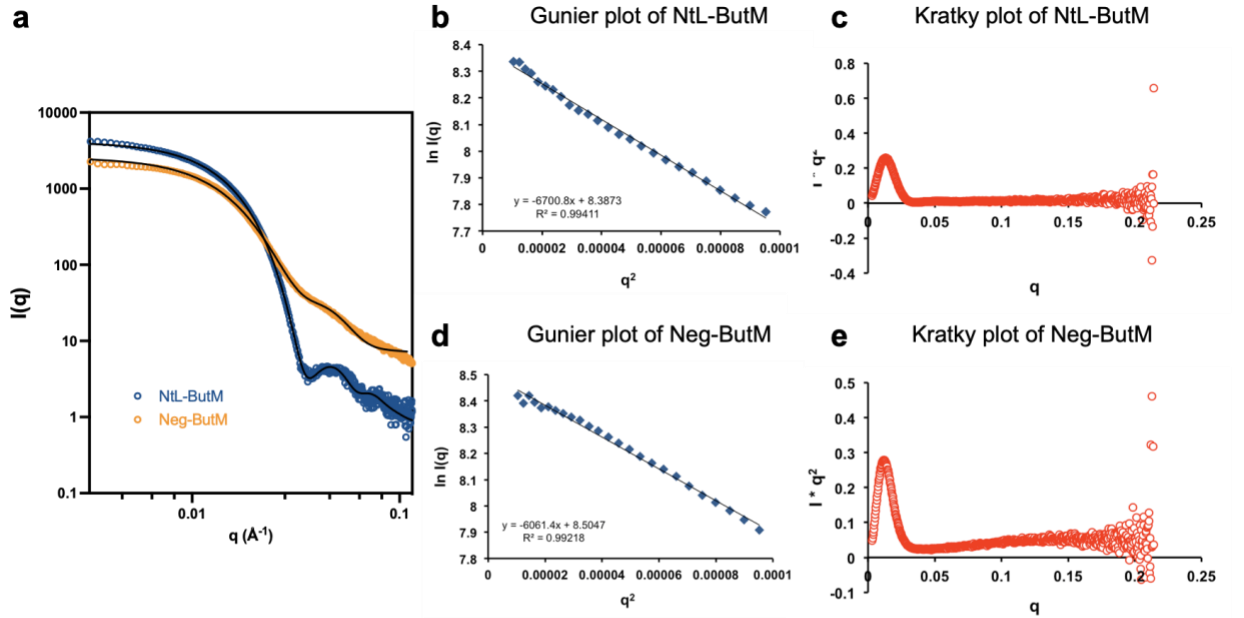 a
10000
1000
100
10
1
0.1
I(q)
NtL-ButM
Neg-ButM
0.01
0.1
q (Å-1)
b
Gunier plot of NtL-ButM
8.4
8.3
8.2
8.1
8
7.9
7.8
7.7
ln I(q)
y = -6700.8x + 8.3873
R² = 0.99411
0
0.00002
0.00004
0.00006
0.00008
0.0001
q2
c
Kratky plot of NtL-ButM
0.8
0.6
0.4
0.2
0
-0.2
-0.4
0
0.05
0.1
0.15
0.2
0.25
q
d
Gunier plot of Neg-ButM
8.5
8.4
8.3
8.2
8.1
8
7.9
7.8
ln I(q)
y = -6061.4x + 8.5047
R² = 0.99218
0
0.00002
0.00004
0.00006
0.00008
0.0001
q2
e
Kratky plot of Neg-ButM
0.5
0.4
0.3
0.2
0.1
0
-0.1
I * q2
0
0.05
0.1
0.15
0.2
0.25
q